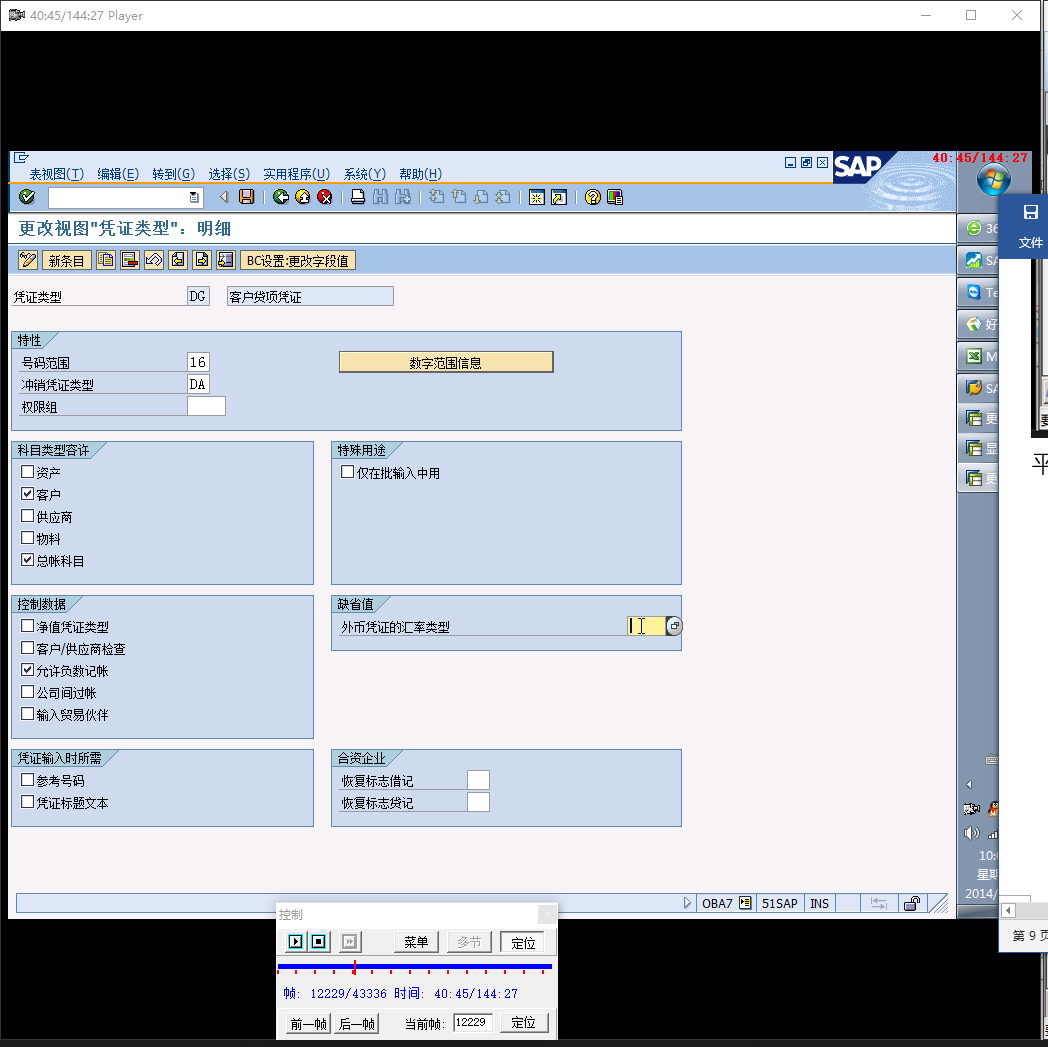 40:45/144:27 Player
40:45/144:27
表视图(T) 编辑(E) 转到(G) 选择(S) 实用程序(U) 系统(Y) 帮助(H)
SAP
更改视图"凭证类型": 明细
新条目 BC设置:更改字段值
凭证类型 DG 客户贷项凭证
特性
号码范围 16 数字范围信息
冲销凭证类型 DA
权限组
科目类型容许 特殊用途
资产 仅在批输入中用
客户
供应商
物料
总帐科目
控制数据 缺省值
净值凭证类型 外币凭证的汇率类型
客户/供应商检查
允许负数记帐
公司间过帐
输入贸易伙伴
凭证输入时所需 合资企业
参考号码 恢复标志借记
凭证标题文本 恢复标志贷记
OBA7 51SAP INS
36
SA
Te
好
M
SA
更
显
更
10:
星期
2014/
文件
平
第 9 页
控制
菜单 多节 定位
帧: 12229/43336 时间: 40:45/144:27
前一帧 后一帧 当前帧: 12229 定位